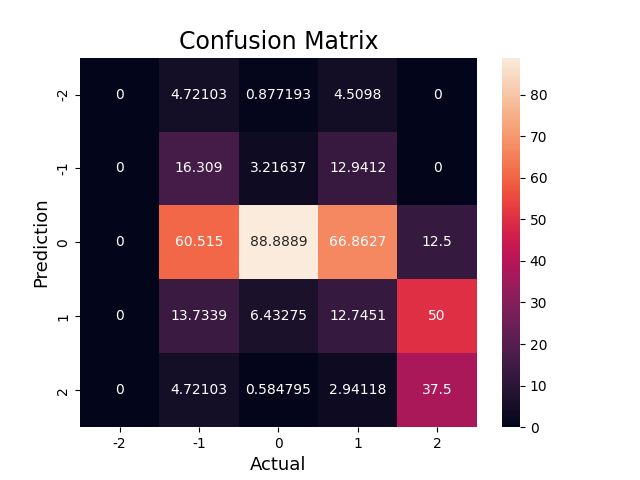 Confusion Matrix
-2 0 4.72103 0.877193 4.5098 0
-1 0 16.309 3.21637 12.9412 0
0 0 60.515 88.8889 66.8627 12.5
1 0 13.7339 6.43275 12.7451 50
2 0 4.72103 0.584795 2.94118 37.5
-2 -1 0 1 2
Prediction
Actual
80
70
60
50
40
30
20
10
0